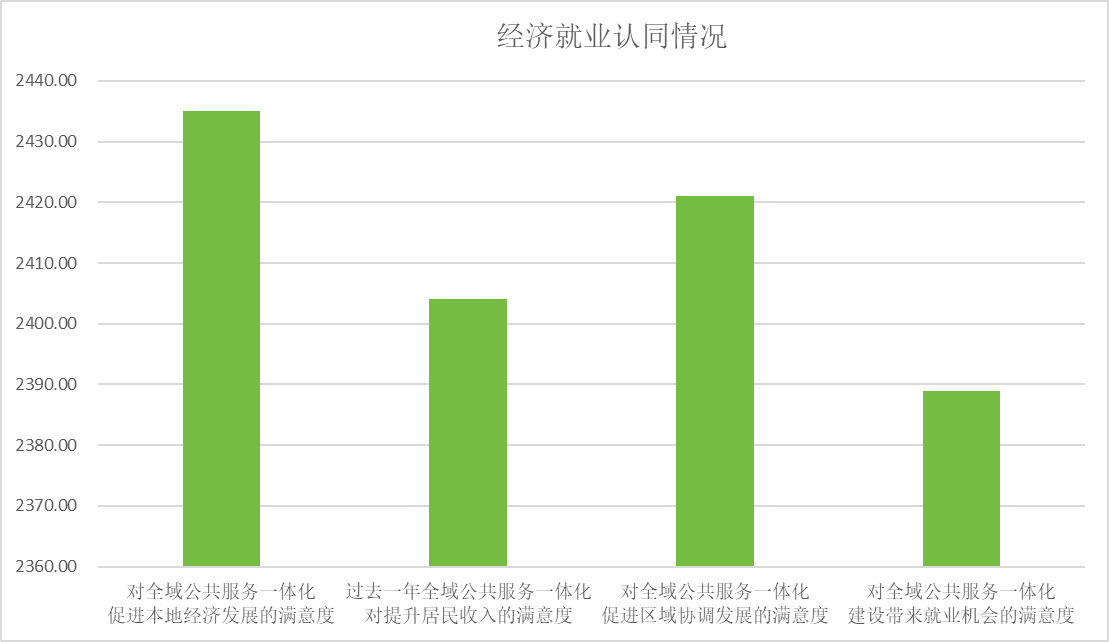 经济就业认同情况
2440.00
2430.00
2420.00
2410.00
2400.00
2390.00
2380.00
2370.00
2360.00
对全域公共服务一体化
促进本地经济发展的满意度
过去一年全域公共服务一体化
对提升居民收入的满意度
对全域公共服务一体化
促进区域协调发展的满意度
对全域公共服务一体化
建设带来就业机会的满意度